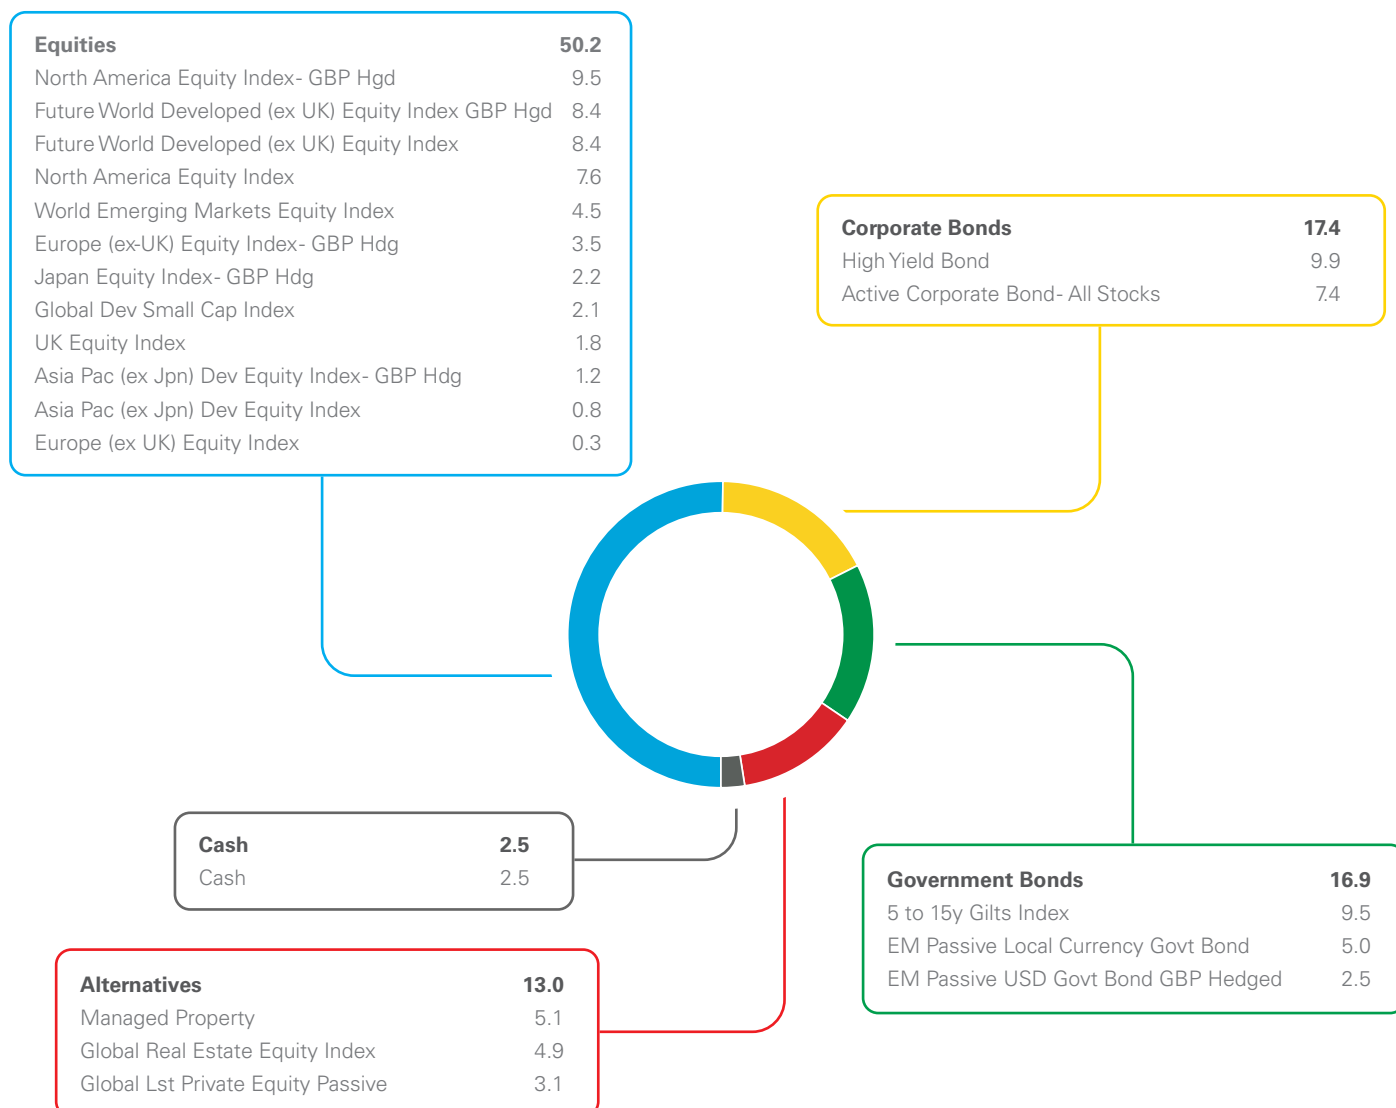 Equities 50.2
North America Equity Index- GBP Hgd 9.5
Future World Developed (ex UK) Equity Index GBP Hgd 8.4
Future World Developed (ex UK) Equity Index 8.4
North America Equity Index 7.6
World Emerging Markets Equity Index 4.5
Europe (ex-UK) Equity Index- GBP Hdg 3.5
Japan Equity Index- GBP Hdg 2.2
Global Dev Small Cap Index 2.1
UK Equity Index 1.8
Asia Pac (ex Jpn) Dev Equity Index- GBP Hdg 1.2
Asia Pac (ex Jpn) Dev Equity Index 0.8
Europe (ex UK) Equity Index 0.3
Corporate Bonds 17.4
High Yield Bond 9.9
Active Corporate Bond- All Stocks 7.4
Cash 2.5
Cash 2.5
Government Bonds 16.9
5 to 15y Gilts Index 9.5
EM Passive Local Currency Govt Bond 5.0
EM Passive USD Govt Bond GBP Hedged 2.5
Alternatives 13.0
Managed Property 5.1
Global Real Estate Equity Index 4.9
Global Lst Private Equity Passive 3.1